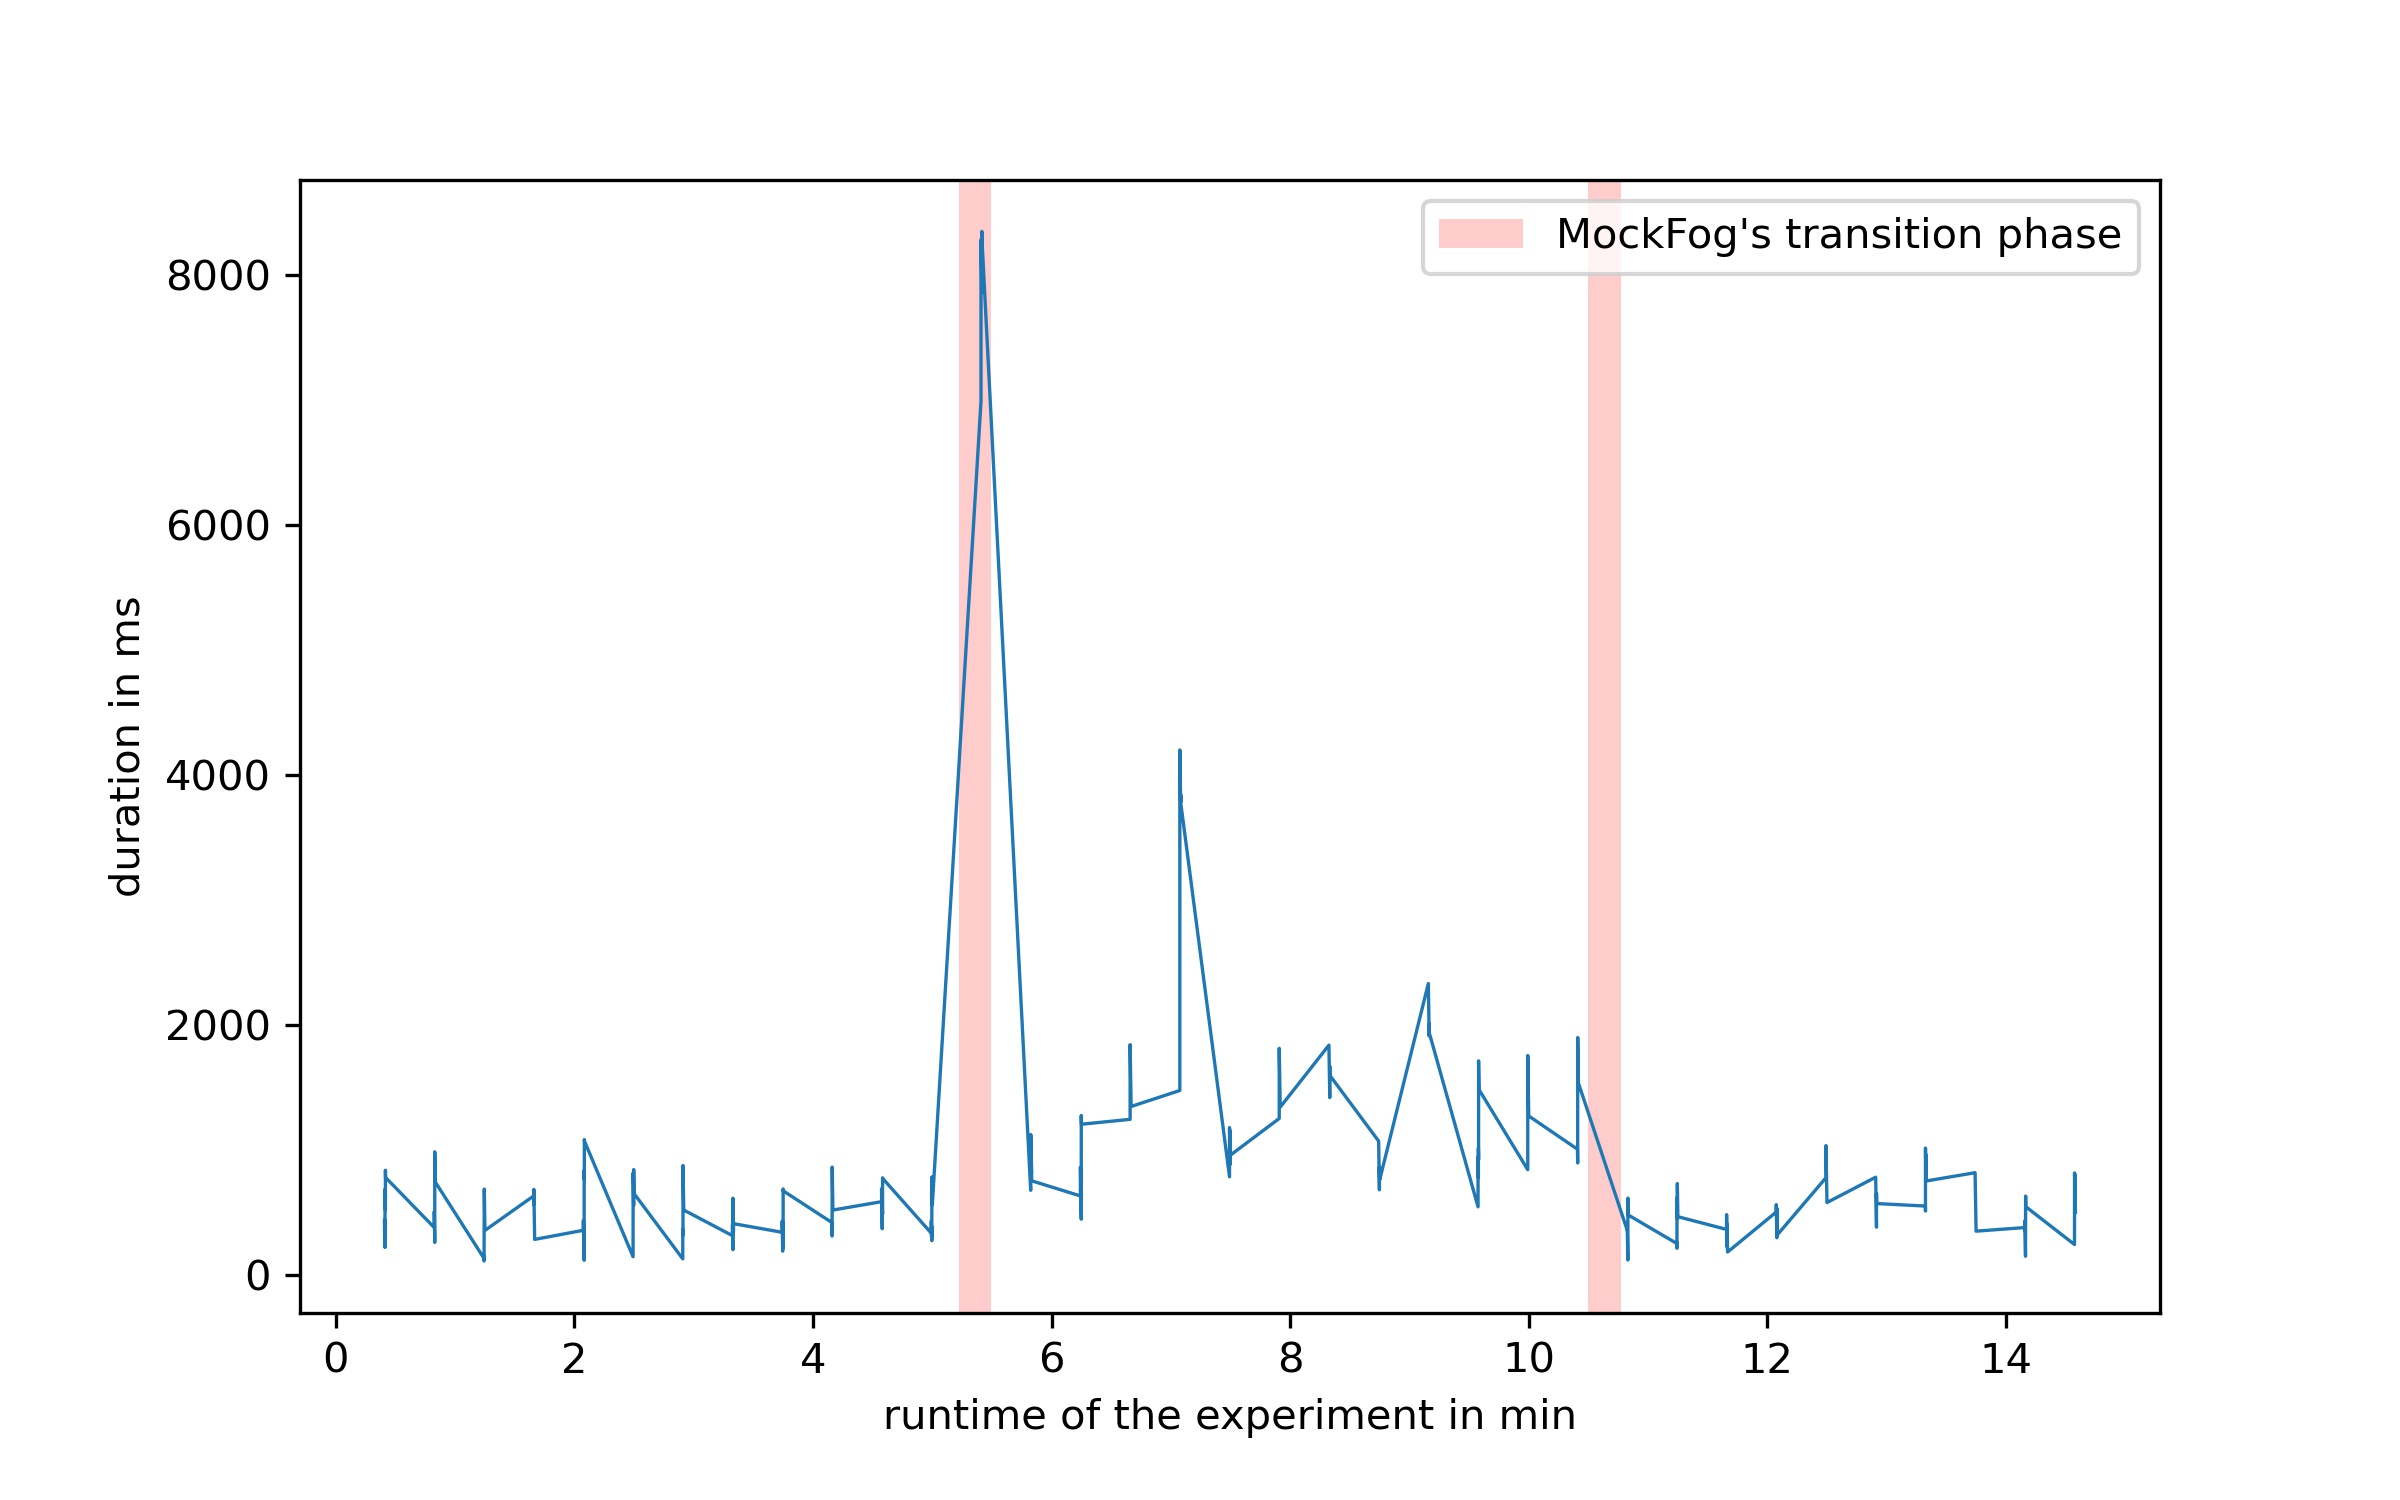 MockFog's transition phase
8000
6000
4000
2000
0
duration in ms
0 2 4 6 8 10 12 14
runtime of the experiment in min